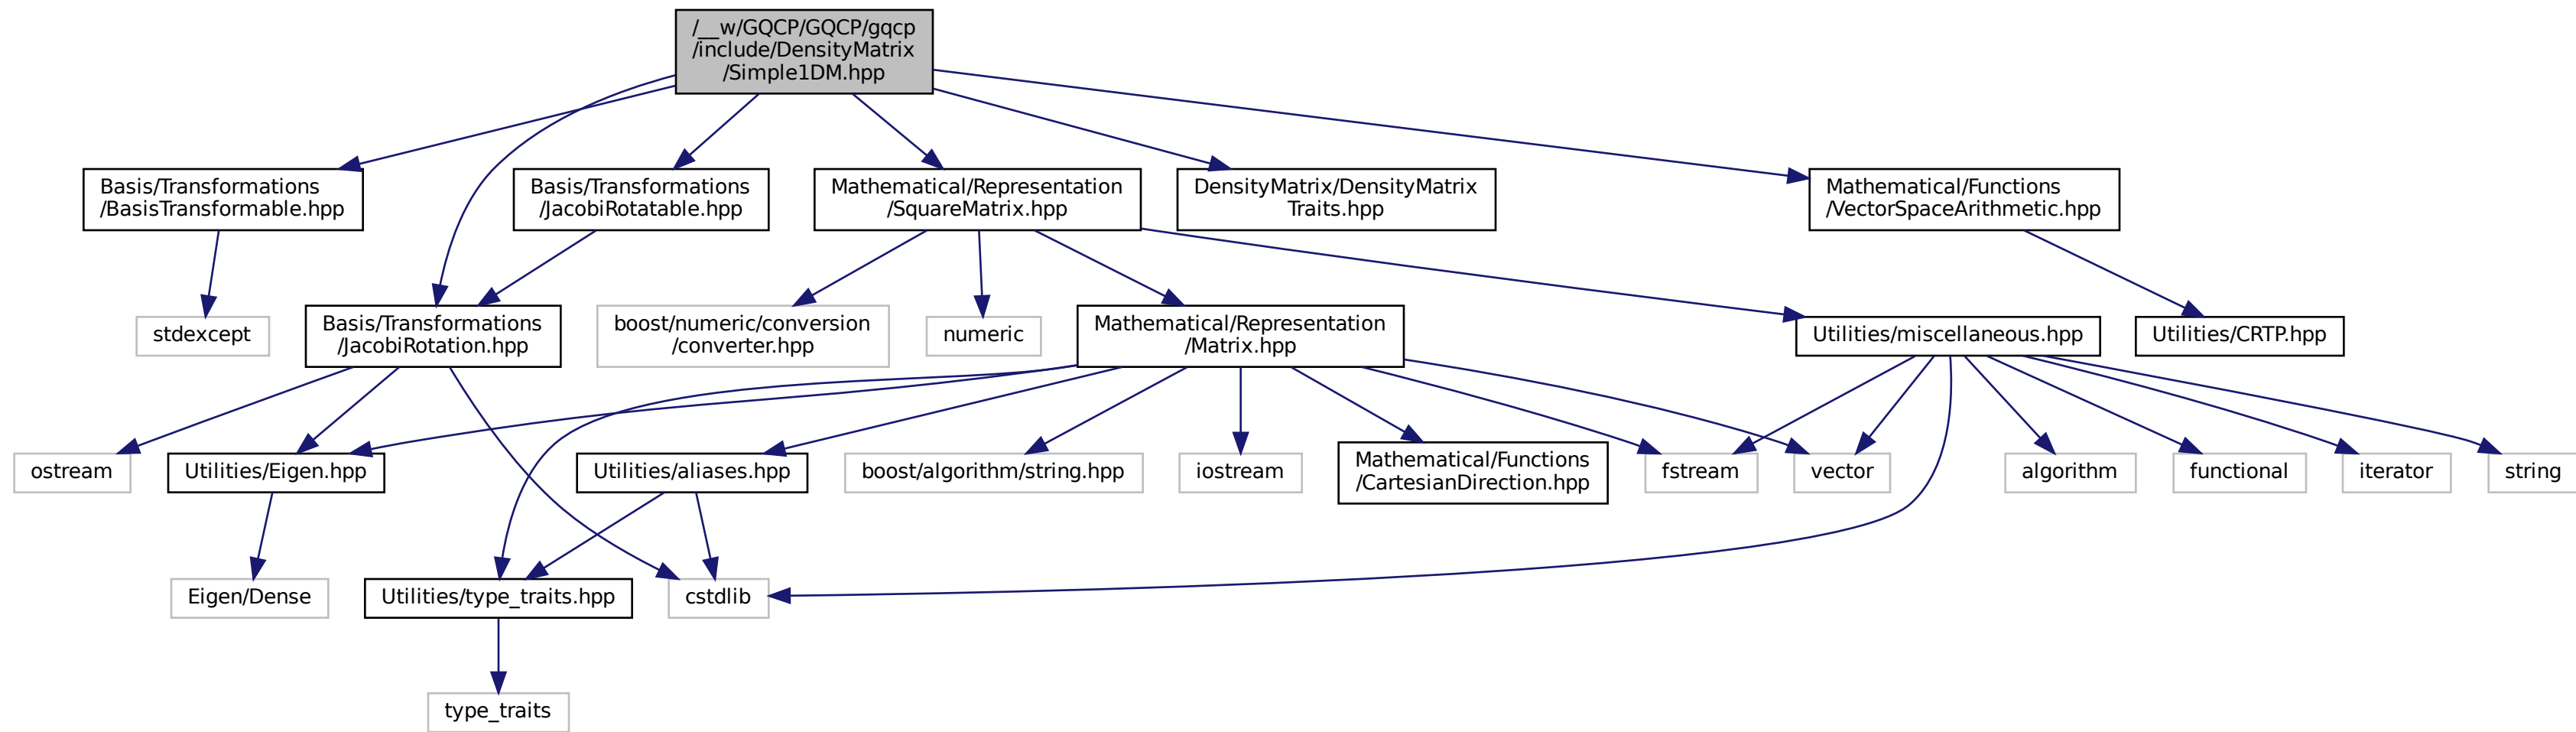 /__w/GQCP/GQCP/gqcp
/include/DensityMatrix
/Simple1DM.hpp
Basis/Transformations
/BasisTransformable.hpp
Basis/Transformations
/JacobiRotatable.hpp
Mathematical/Representation
/SquareMatrix.hpp
DensityMatrix/DensityMatrix
Traits.hpp
Mathematical/Functions
/VectorSpaceArithmetic.hpp
stdexcept
Basis/Transformations
/JacobiRotation.hpp
boost/numeric/conversion
/converter.hpp
numeric
Mathematical/Representation
/Matrix.hpp
Utilities/miscellaneous.hpp
Utilities/CRTP.hpp
ostream
Utilities/Eigen.hpp
Utilities/aliases.hpp
boost/algorithm/string.hpp
iostream
Mathematical/Functions
/CartesianDirection.hpp
fstream
vector
algorithm
functional
iterator
string
Eigen/Dense
Utilities/type_traits.hpp
cstdlib
type_traits